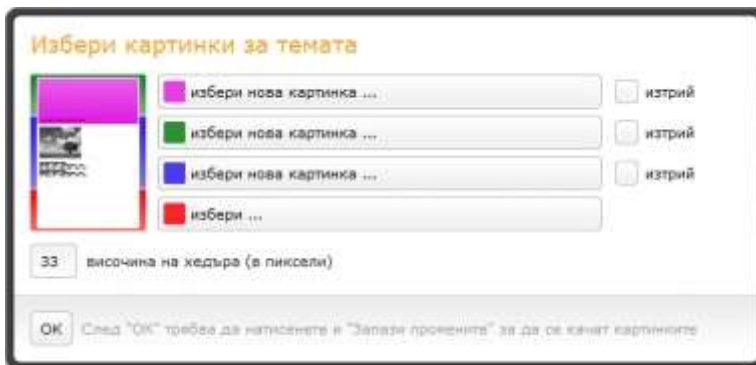 Избери картинки за темата
избери нова картинка ...
изтрий
избери нова картинка ...
изтрий
избери нова картинка ...
изтрий
избери ...
33 височина на хедъра (в пиксели)
OK След "OK" трябва да натиснете и "Запази промените" за да се качат картинките